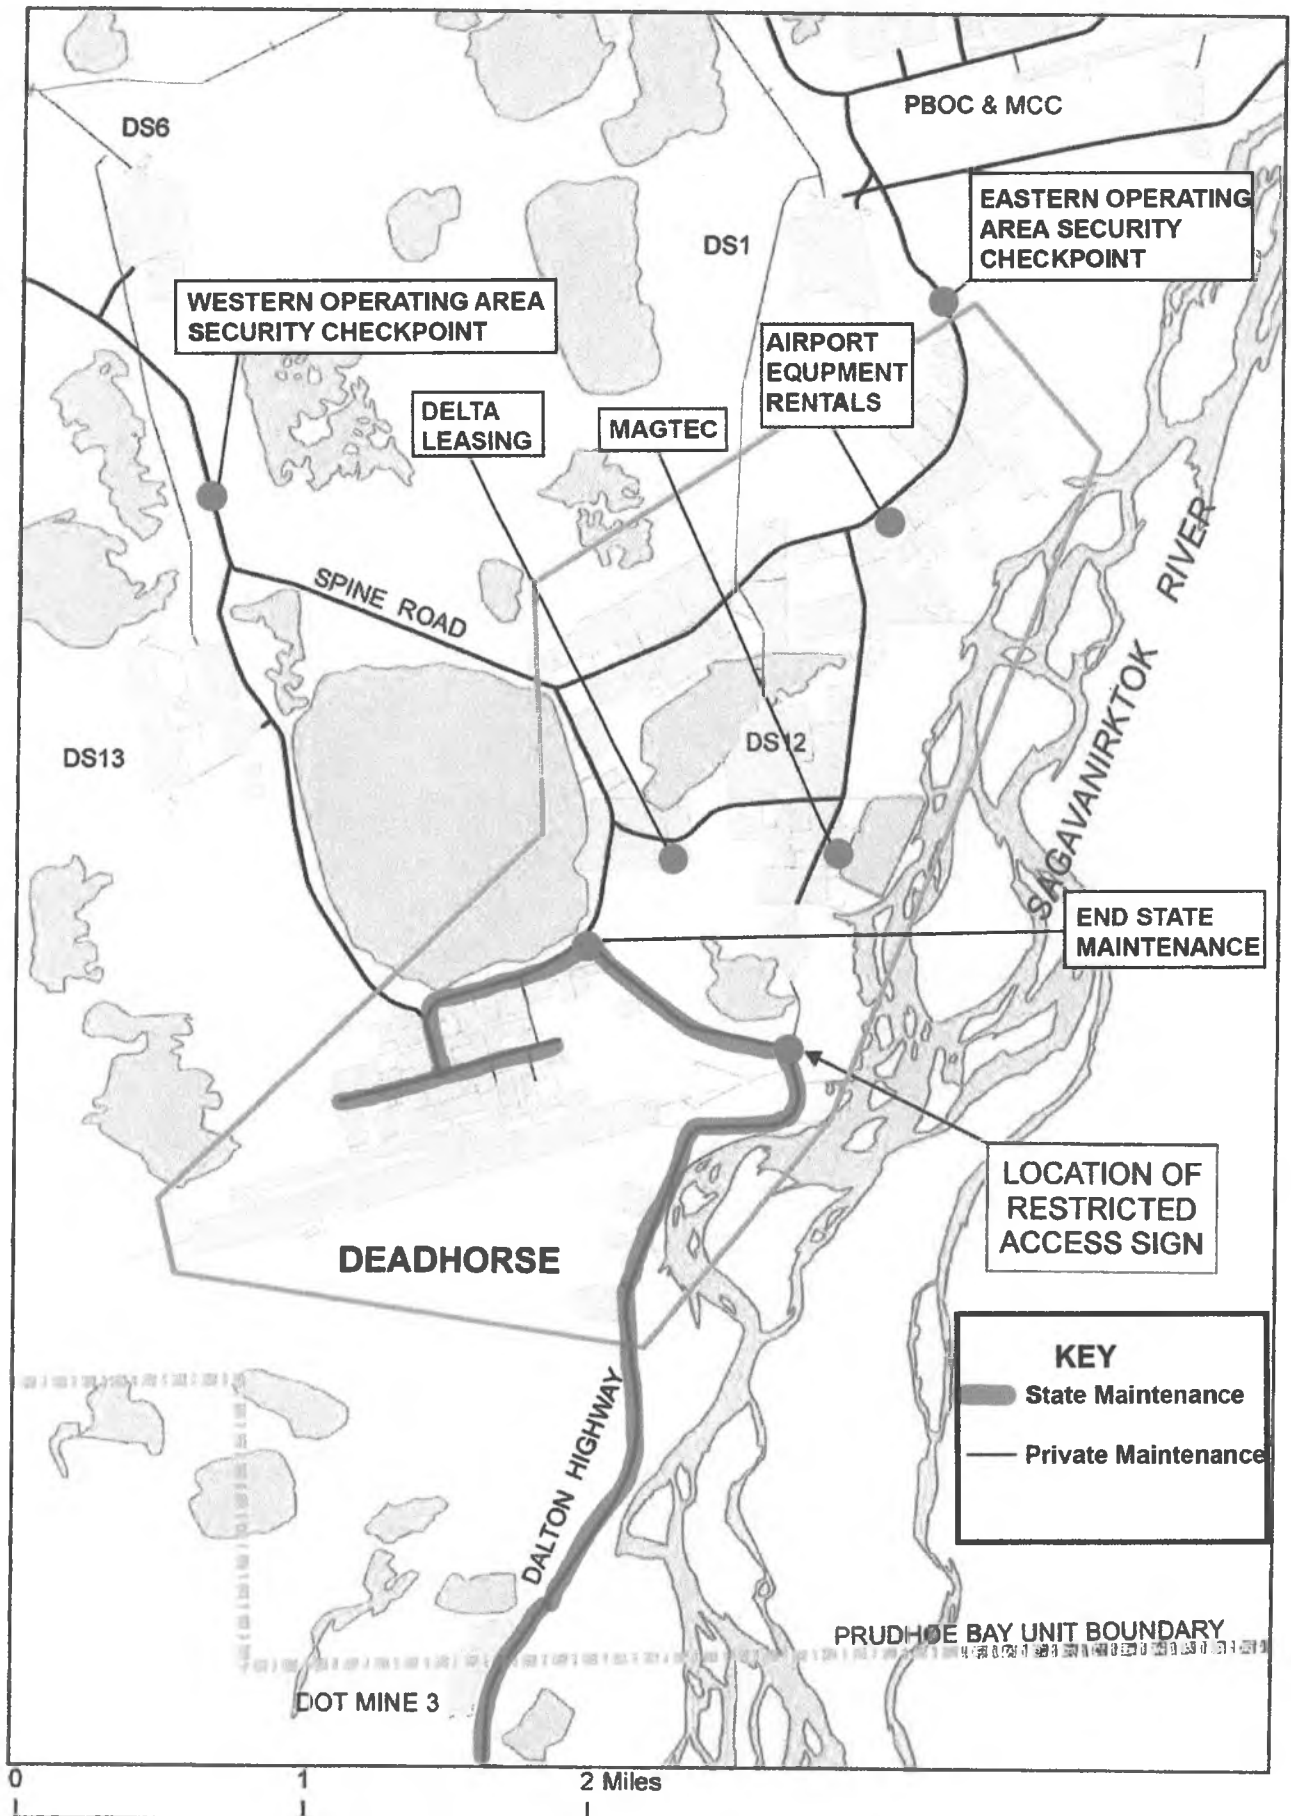 DS6
PBOC & MCC
EASTERN OPERATING
AREA SECURITY
CHECKPOINT
DS1
WESTERN OPERATING AREA
SECURITY CHECKPOINT
AIRPORT
EQUPMENT
RENTALS
DELTA
LEASING
MAGTEC
SPINE ROAD
SAGAVANIRKTOK RIVER
DS13
DS12
END STATE
MAINTENANCE
LOCATION OF
RESTRICTED
ACCESS SIGN
DEADHORSE
KEY
State Maintenance
Private Maintenance
DALTON HIGHWAY
PRUDHOE BAY UNIT BOUNDARY
DOT MINE 3
0 1 2 Miles